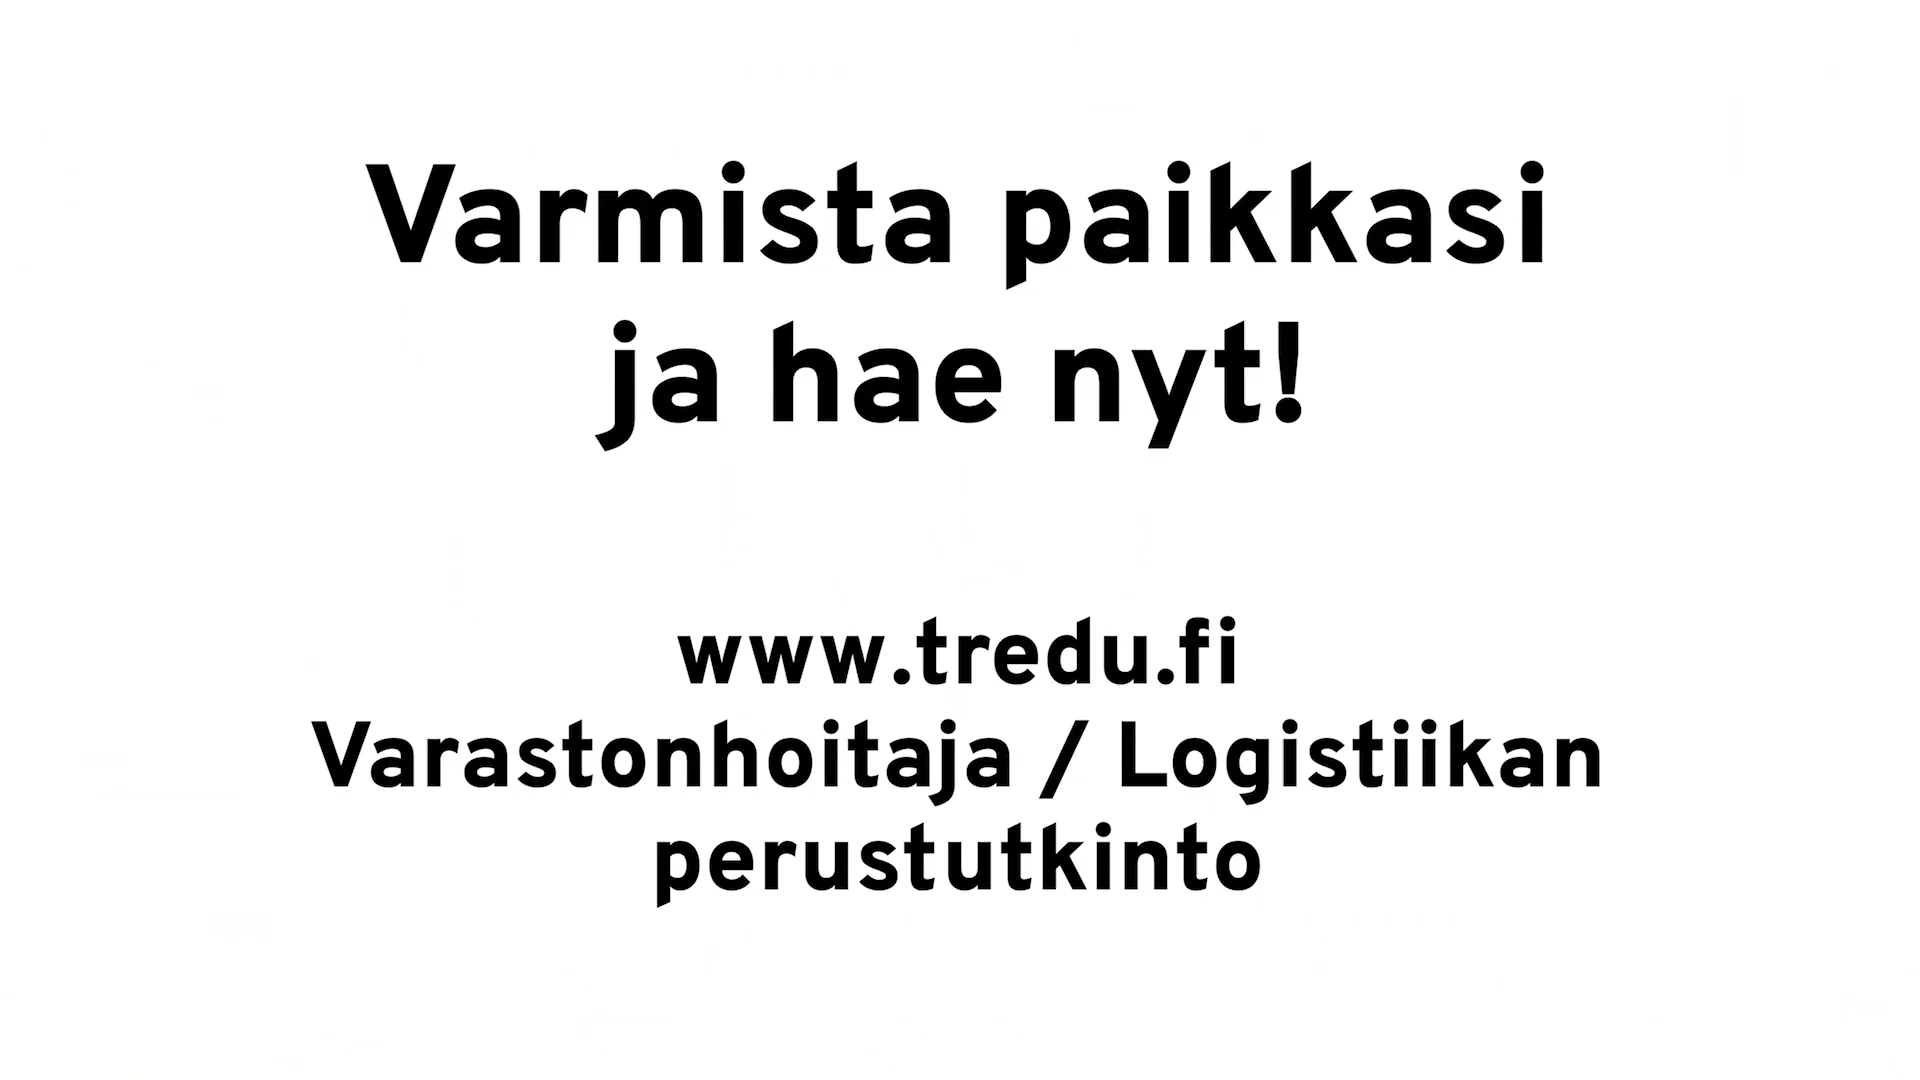 Varmista paikkasi
ja hae nyt!
www.tredu.fi
Varastonhoitaja / Logistiikan
perustutkinto